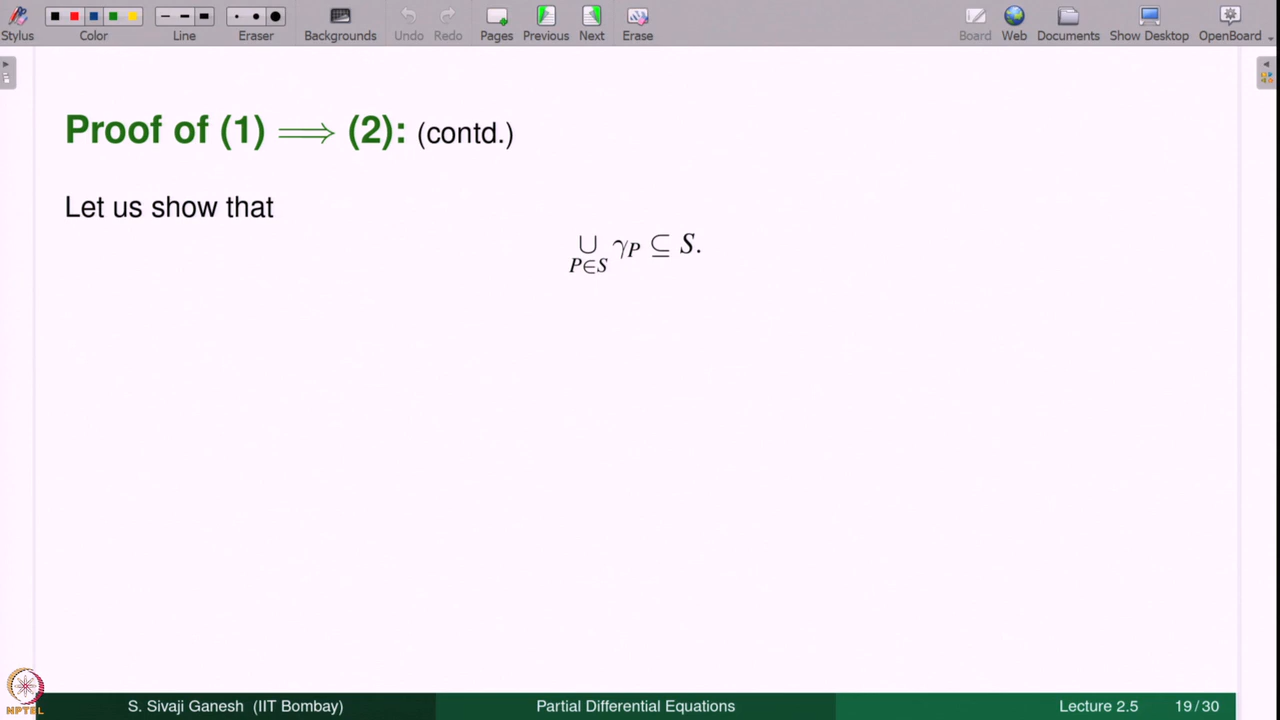 Stylus Color Line Eraser Backgrounds Undo Redo Pages Previous Next Erase Board Web Documents Show Desktop OpenBoard
Proof of (1) ⟹ (2): (contd.)
Let us show that
∪ γ_P ⊆ S.
P∈S
NPTEL
S. Sivaji Ganesh (IIT Bombay) Partial Differential Equations Lecture 2.5 19 / 30